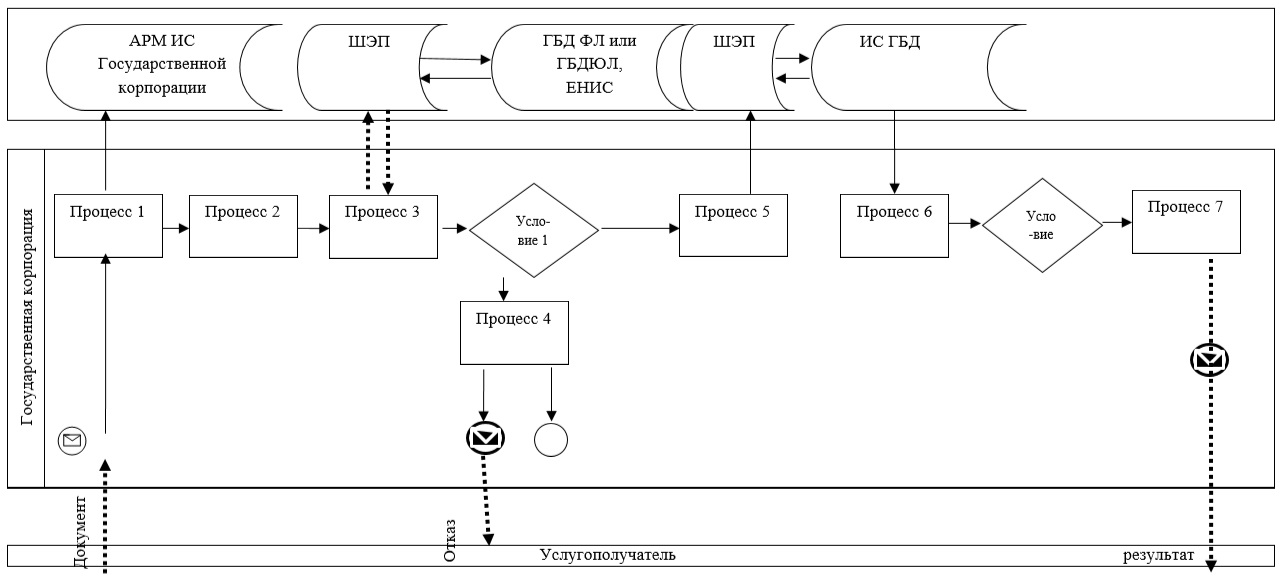 АРМ ИС
Государственной
корпорации
ШЭП
ГБД ФЛ или
ГБДЮЛ,
ЕНИС
ШЭП
ИС ГБД
Государственная корпорация
Процесс 1
Процесс 2
Процесс 3
Усло-
вие 1
Процесс 4
Процесс 5
Процесс 6
Усло
-вие
Процесс 7
Документ
Отказ
Услугополучатель
результат